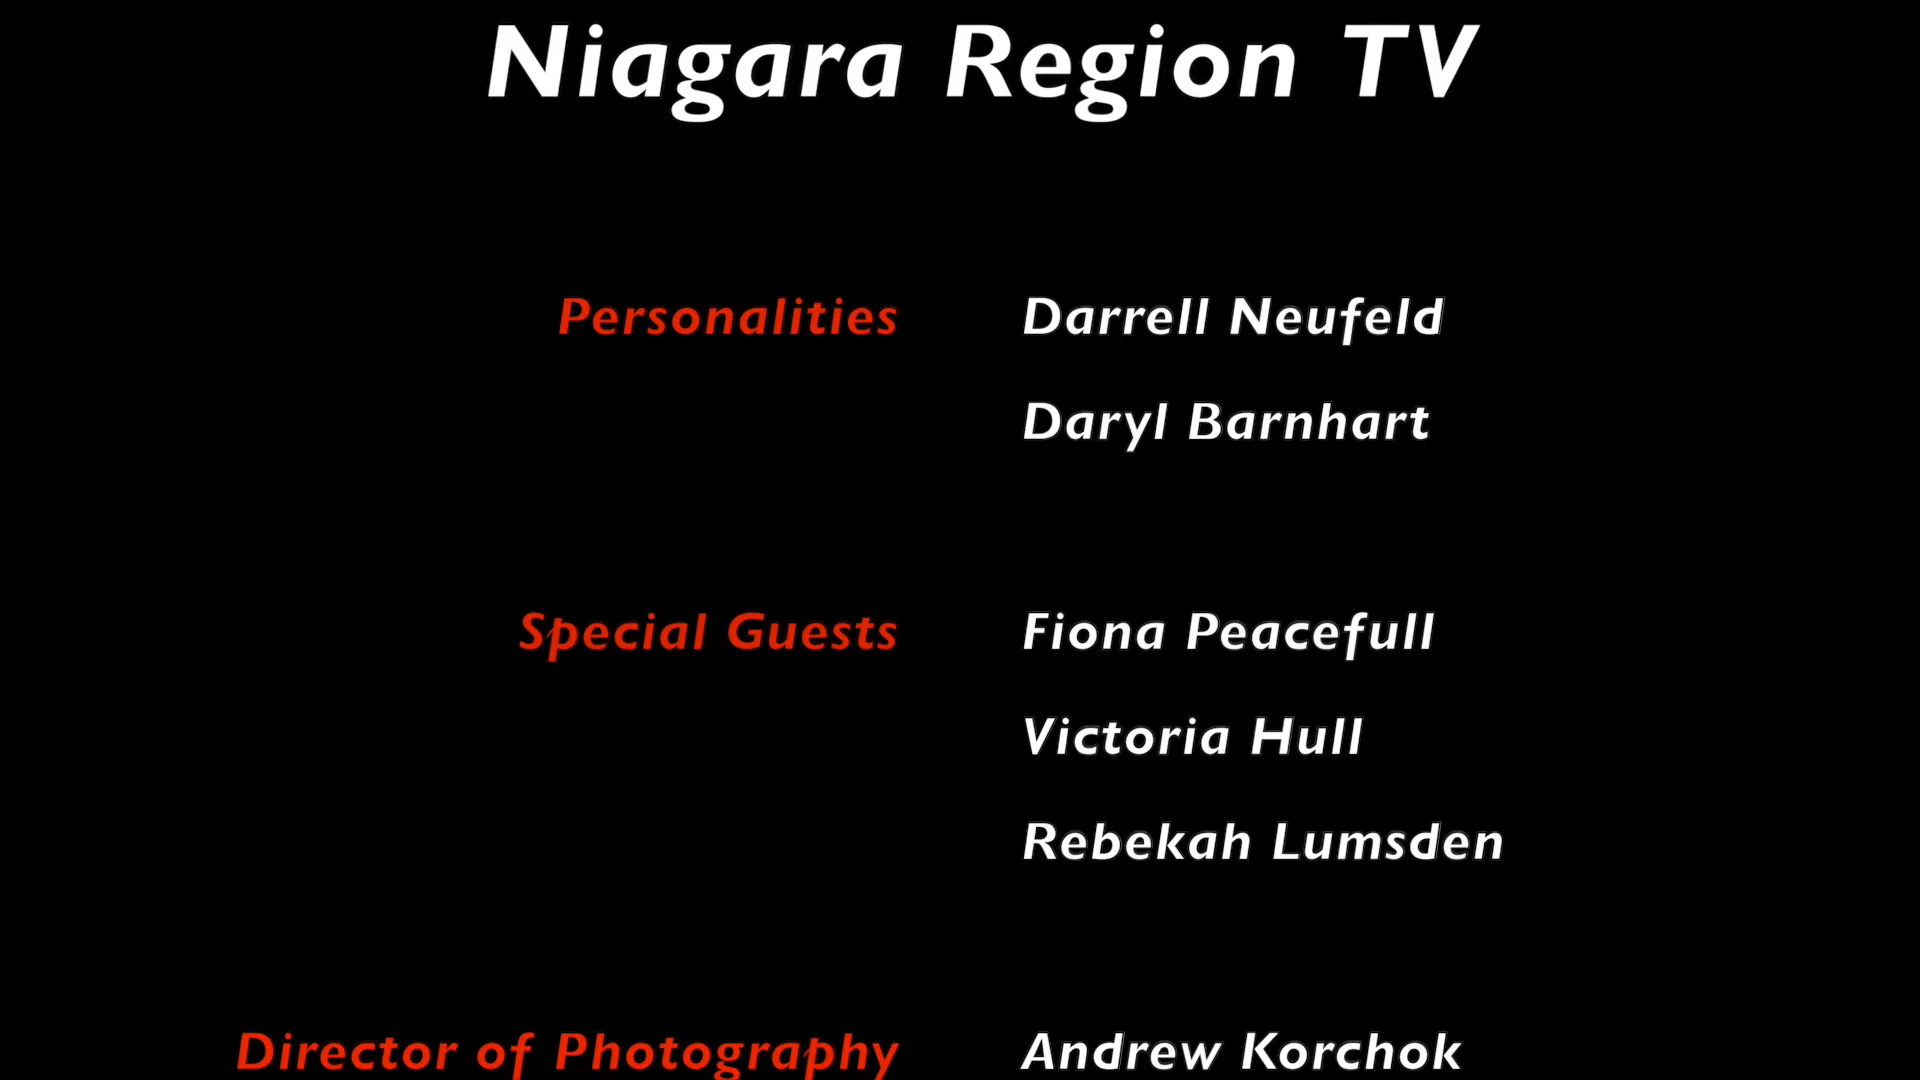 Niagara Region TV
Personalities Darrell Neufeld
Daryl Barnhart
Special Guests Fiona Peacefull
Victoria Hull
Rebekah Lumsden
Director of Photography Andrew Korchok